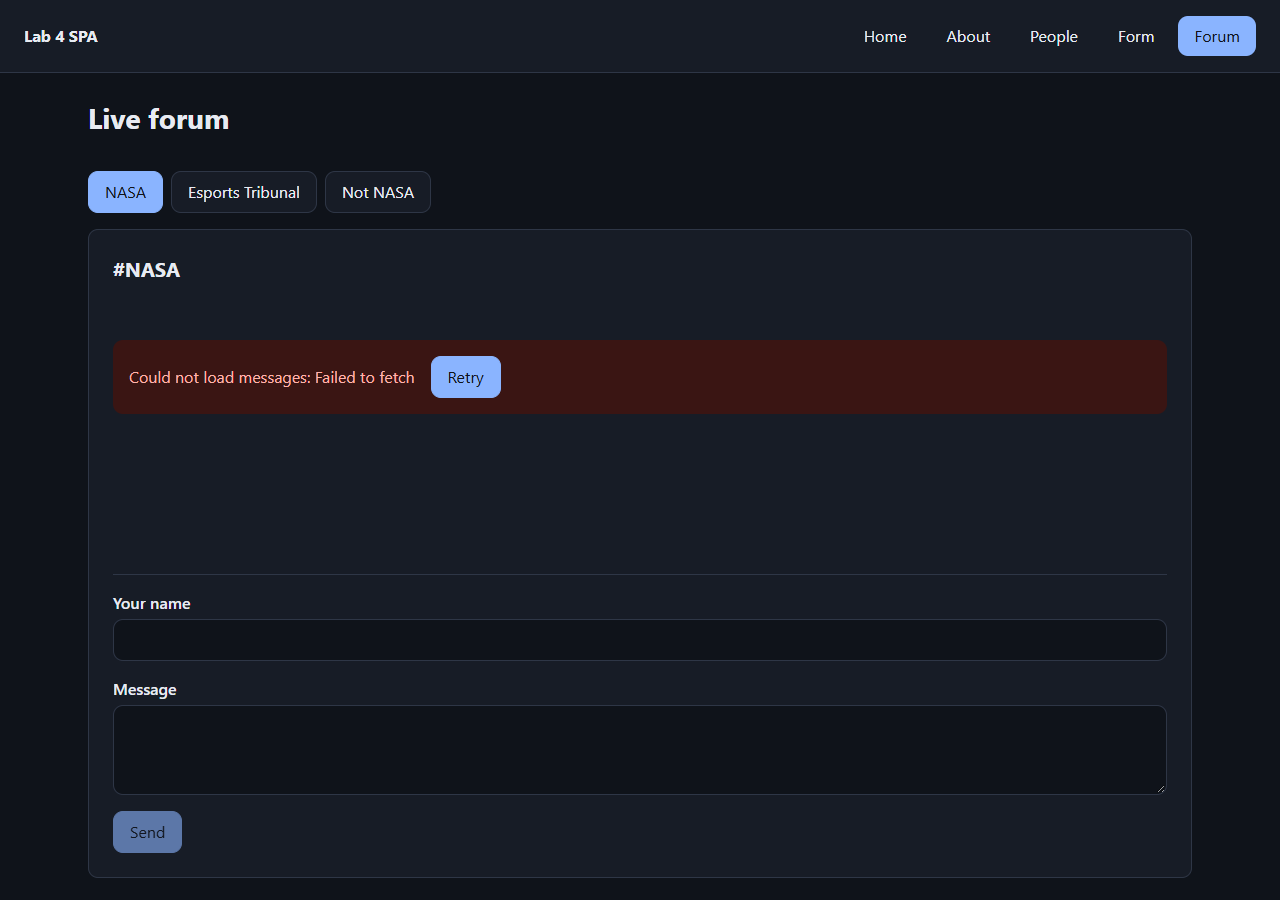 Lab 4 SPA Home About People Form Forum
Live forum
NASA Esports Tribunal Not NASA
#NASA
Could not load messages: Failed to fetch Retry
Your name
Message
Send